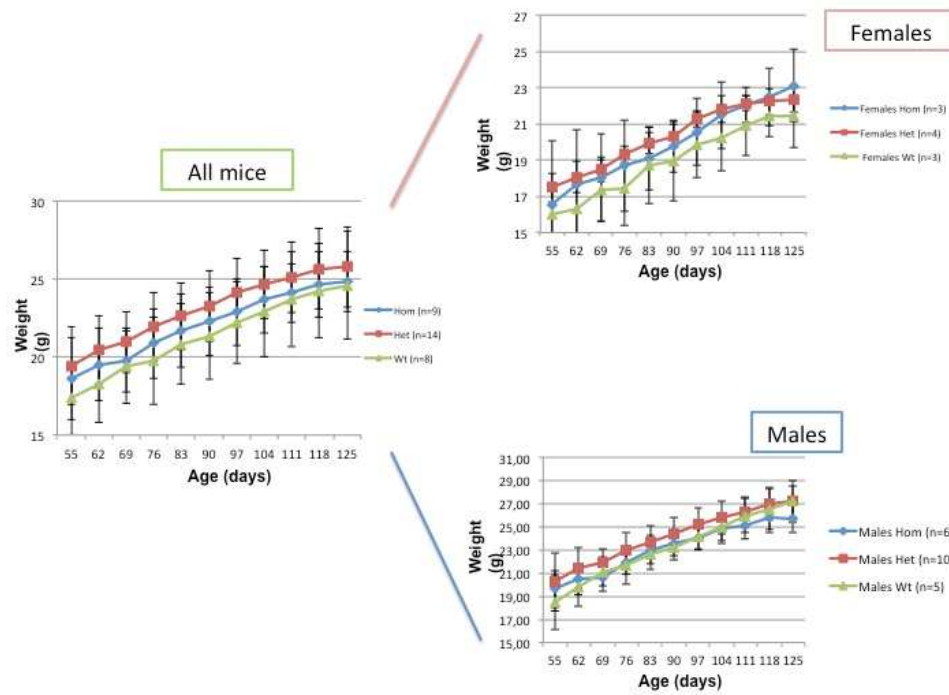 All mice
30
25
20
15
Weight
(g)
55 62 69 76 83 90 97 104 111 118 125
Age (days)
Hom (n=9)
Het (n=14)
Wt (n=8)
Females
27
25
23
21
19
17
15
Weight
(g)
55 62 69 76 83 90 97 104 111 118 125
Age (days)
Females Hom (n=3)
Females Het (n=4)
Females Wt (n=3)
Males
31,00
29,00
27,00
25,00
23,00
21,00
19,00
17,00
15,00
Weight
(g)
55 62 69 76 83 90 97 104 111 118 125
Age (days)
Males Hom (n=6
Males Het (n=10
Males Wt (n=5)